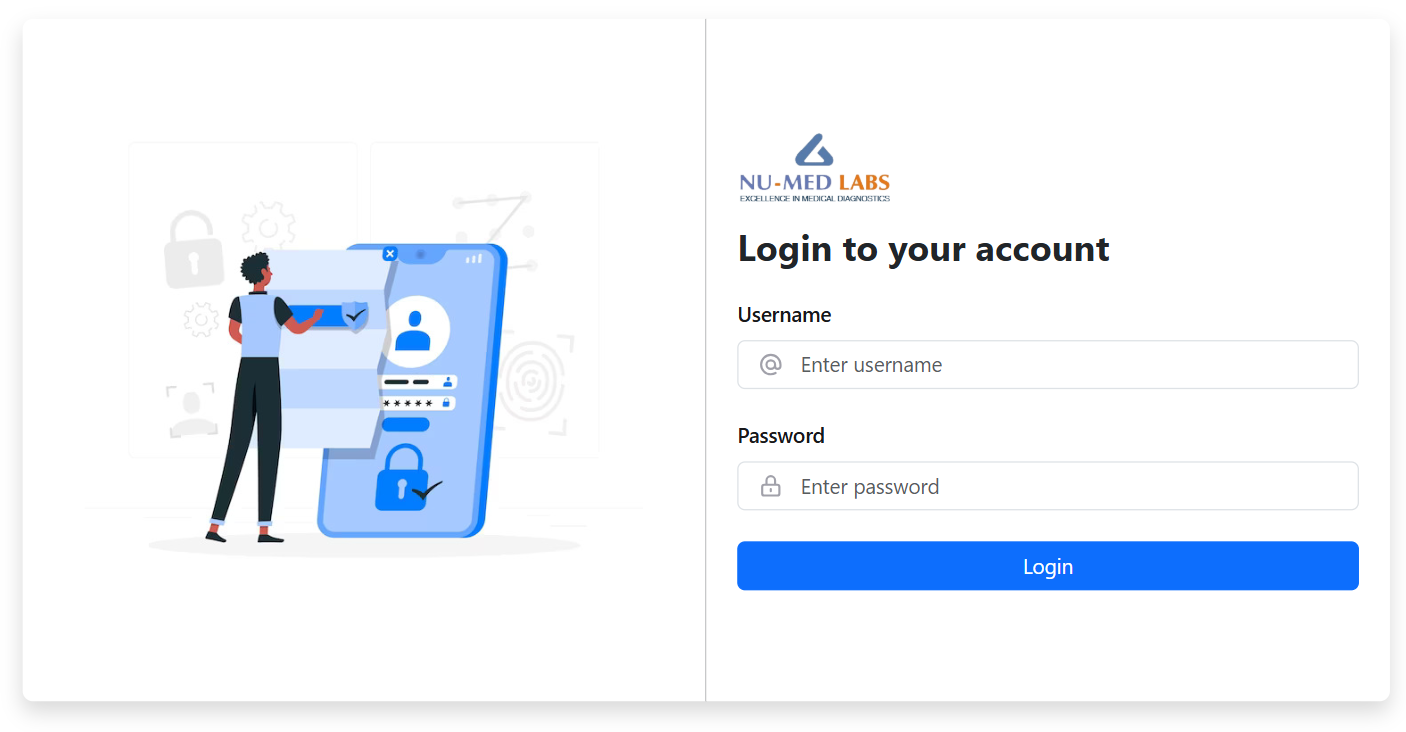 NU-MED LABS
EXCELLENCE IN MEDICAL DIAGNOSTICS
Login to your account
Username
Enter username
Password
Enter password
Login